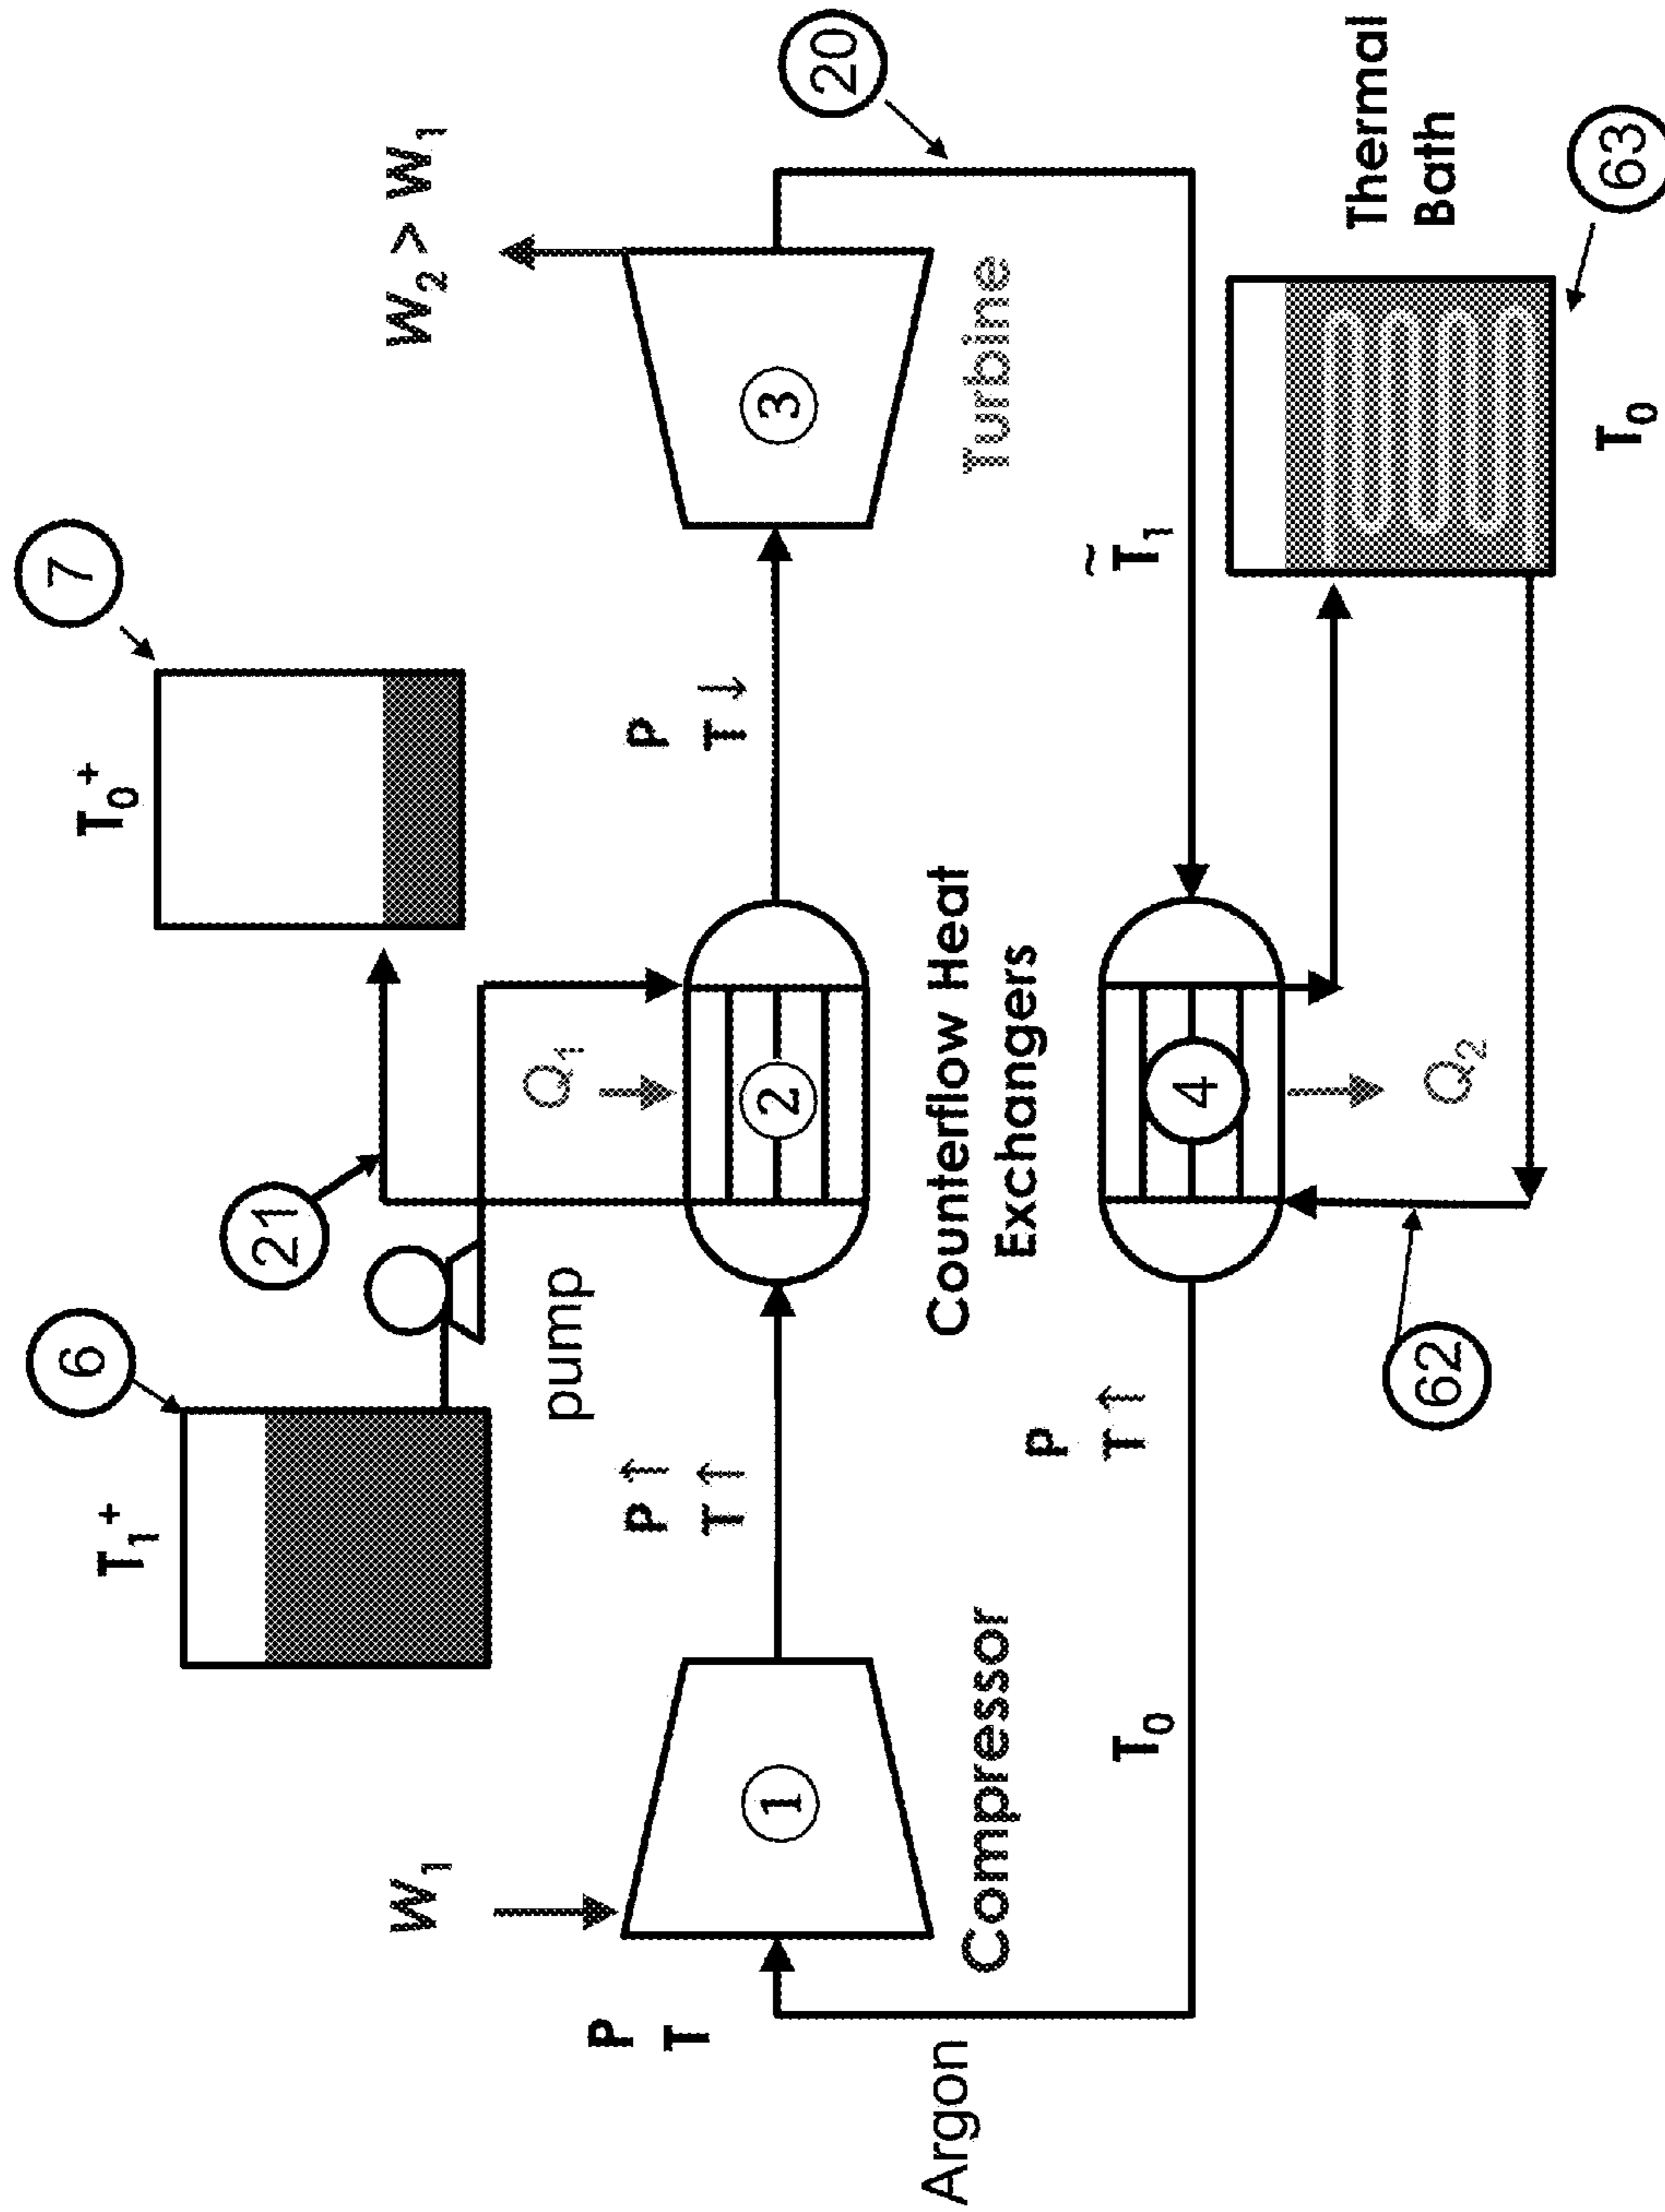 T₁⁺
6
T₀⁺
7
21
W₁
pump
Q₁
W₂ > W₁
P
T
P↑
T↑
P
T↓
1
2
3
20
Argon
Compressor
Counterflow Heat
Exchangers
Turbine
P
T↑
T₀
T̃₁
4
62
Q₂
Thermal
Bath
T₀
63